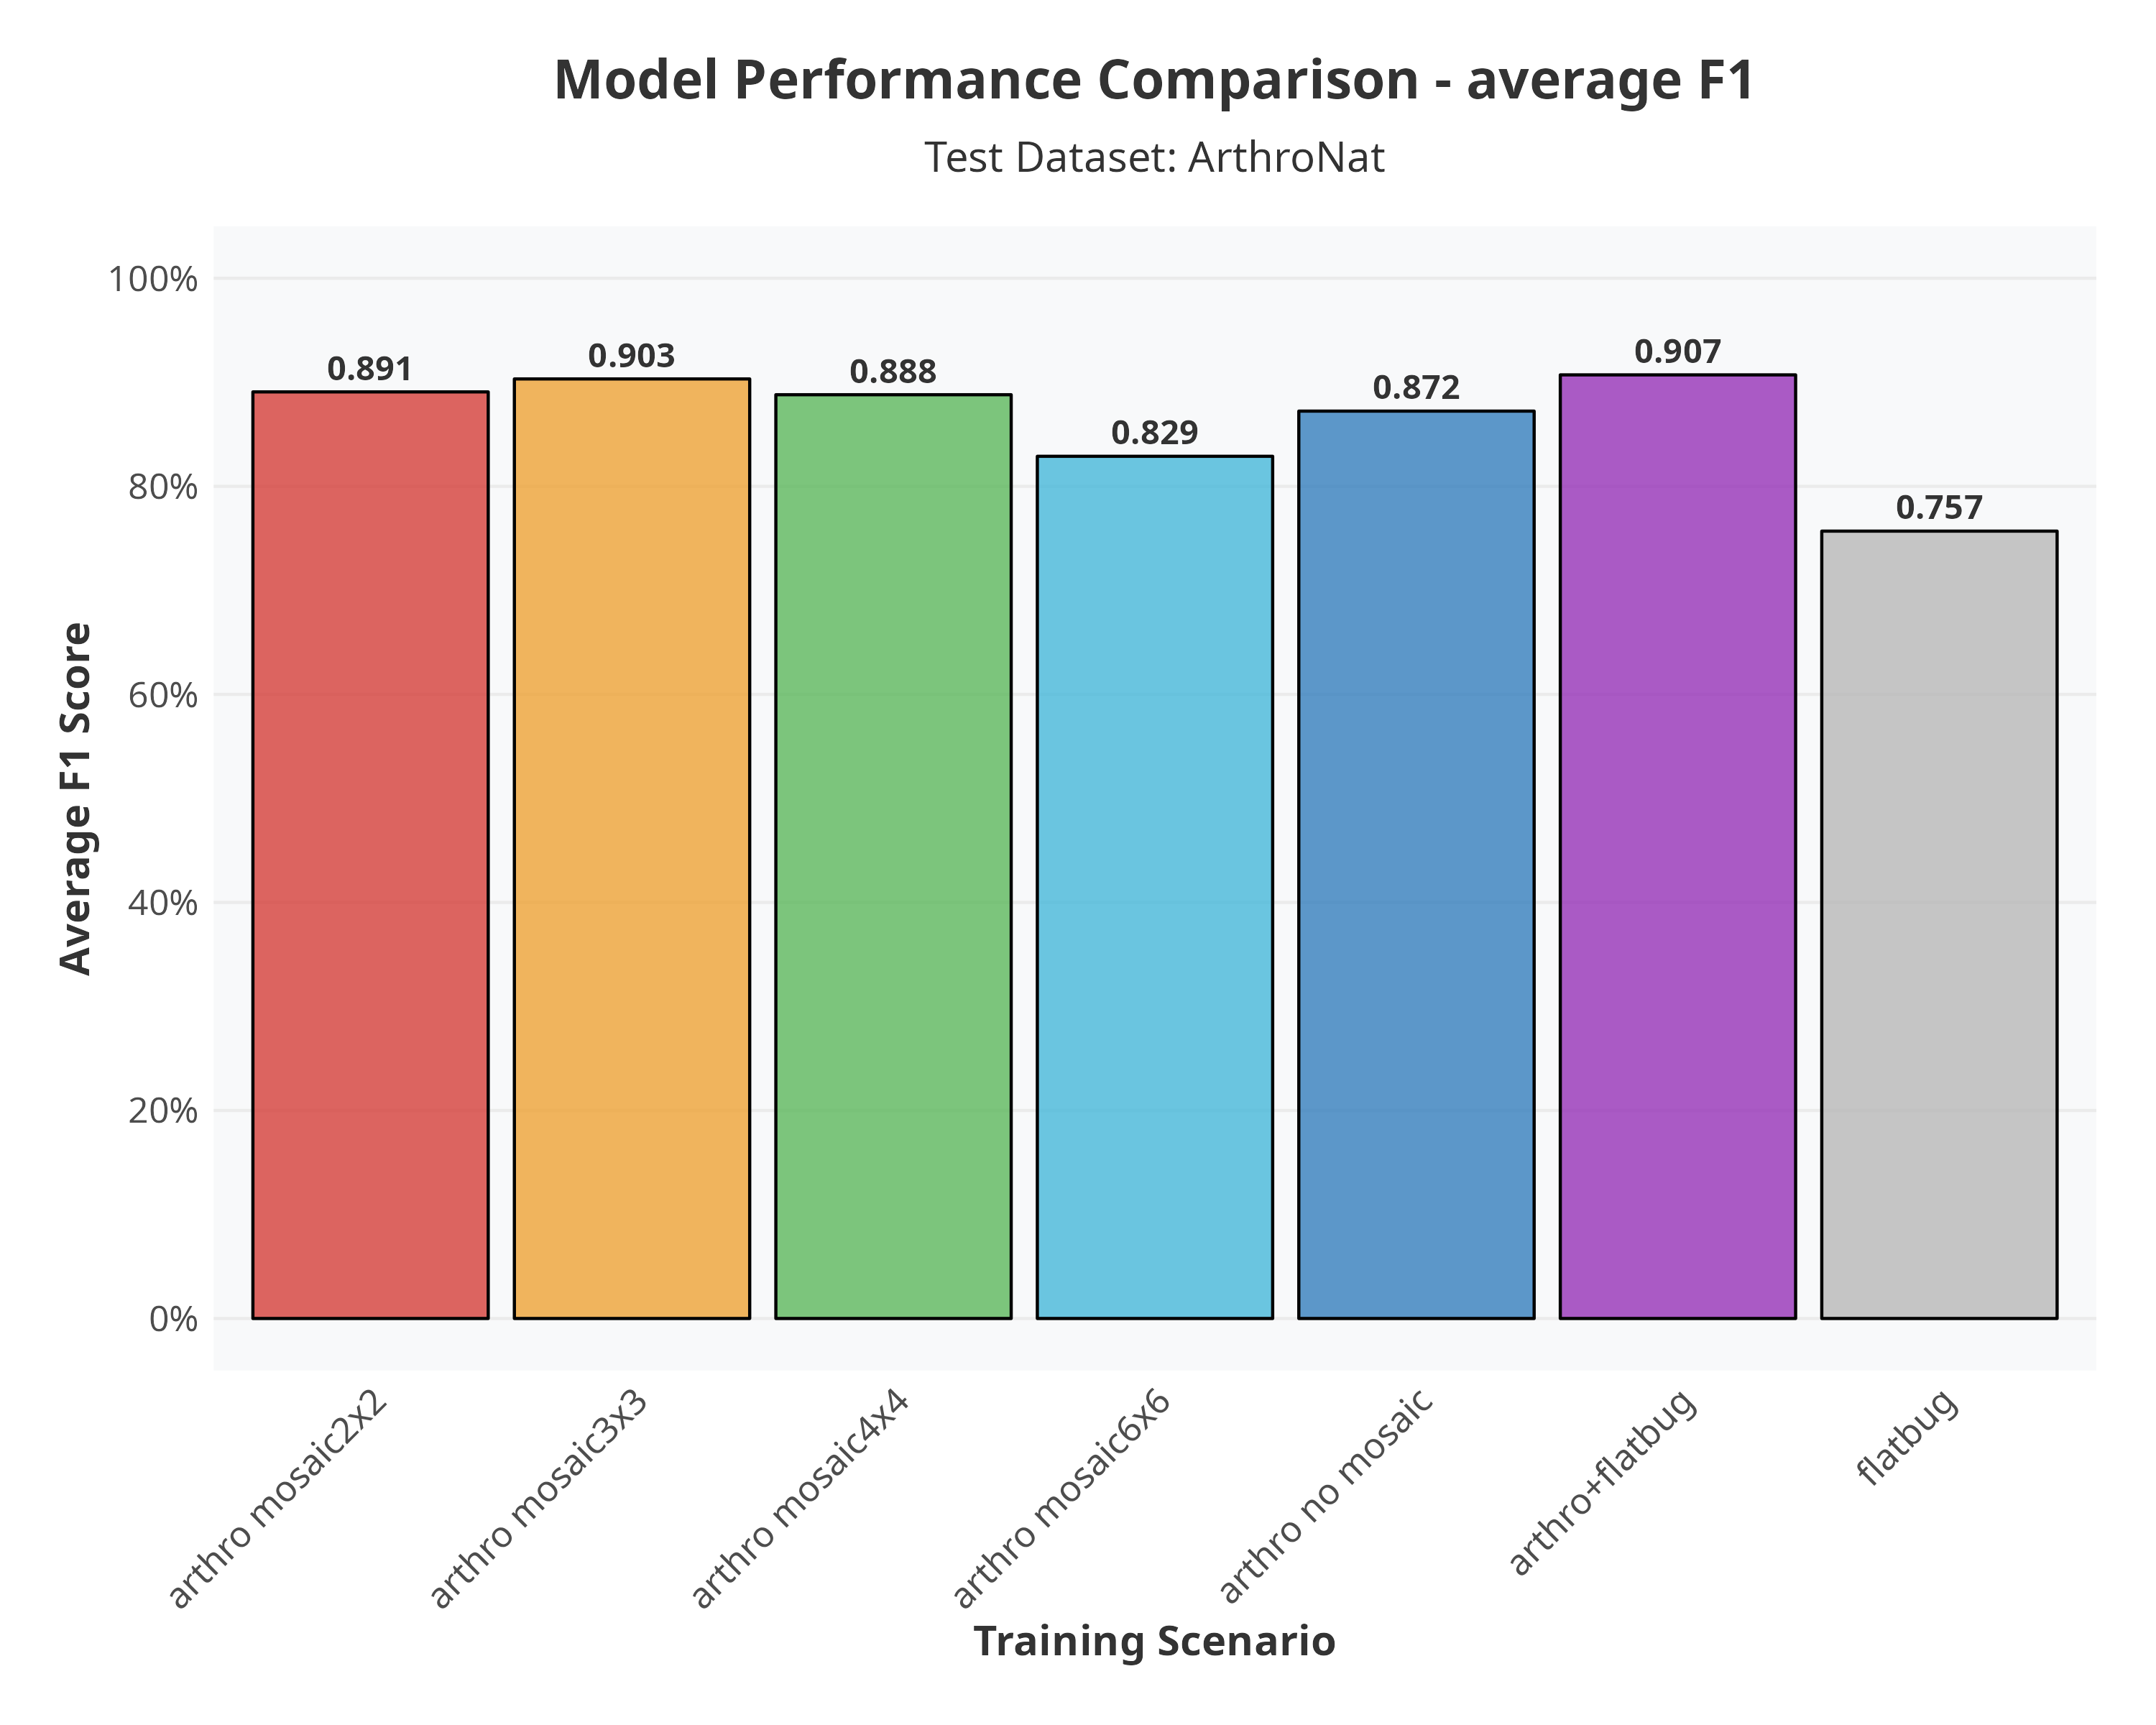 Model Performance Comparison - average F1
Test Dataset: ArthroNat
Average F1 Score
100%
80%
60%
40%
20%
0%
0.891
0.903
0.888
0.829
0.872
0.907
0.757
arthro mosaic2x2
arthro mosaic3x3
arthro mosaic4x4
arthro mosaic6x6
arthro no mosaic
arthro+flatbug
flatbug
Training Scenario